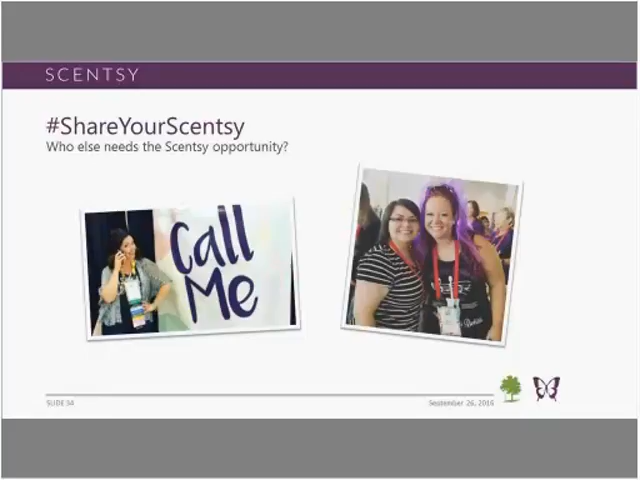 SCENTSY
#ShareYourScentsy
Who else needs the Scentsy opportunity?
Call
Me
SLIDE 34
September 26, 2016